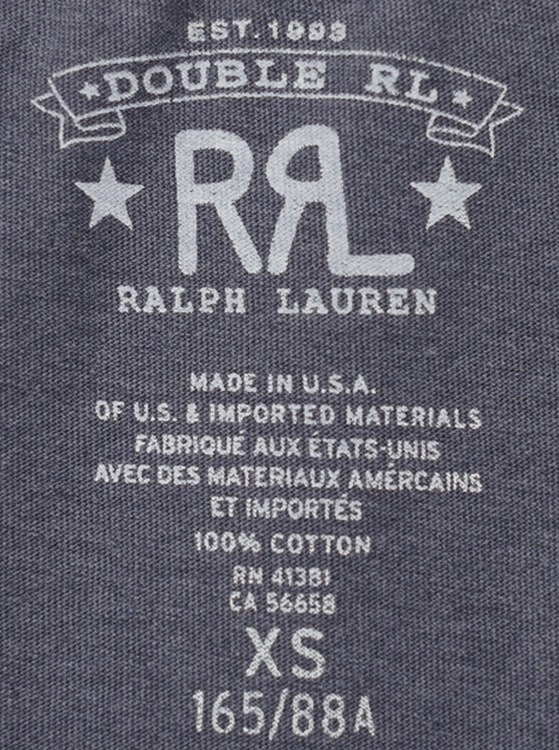 EST. 1993
DOUBLE RL
RRL
RALPH LAUREN
MADE IN U.S.A.
OF U.S. & IMPORTED MATERIALS
FABRIQUÉ AUX ÉTATS-UNIS
AVEC DES MATERIAUX AMÉRCAINS
ET IMPORTÉS
100% COTTON
RN 41381
CA 56658
XS
165/88A